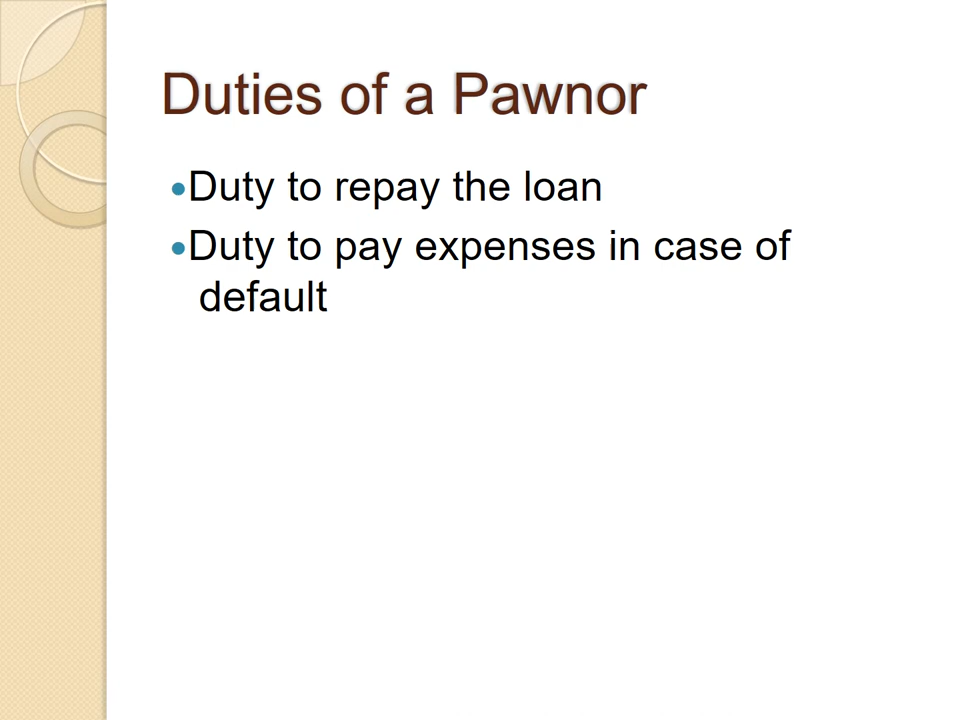 Duties of a Pawnor
•Duty to repay the loan
•Duty to pay expenses in case of
default